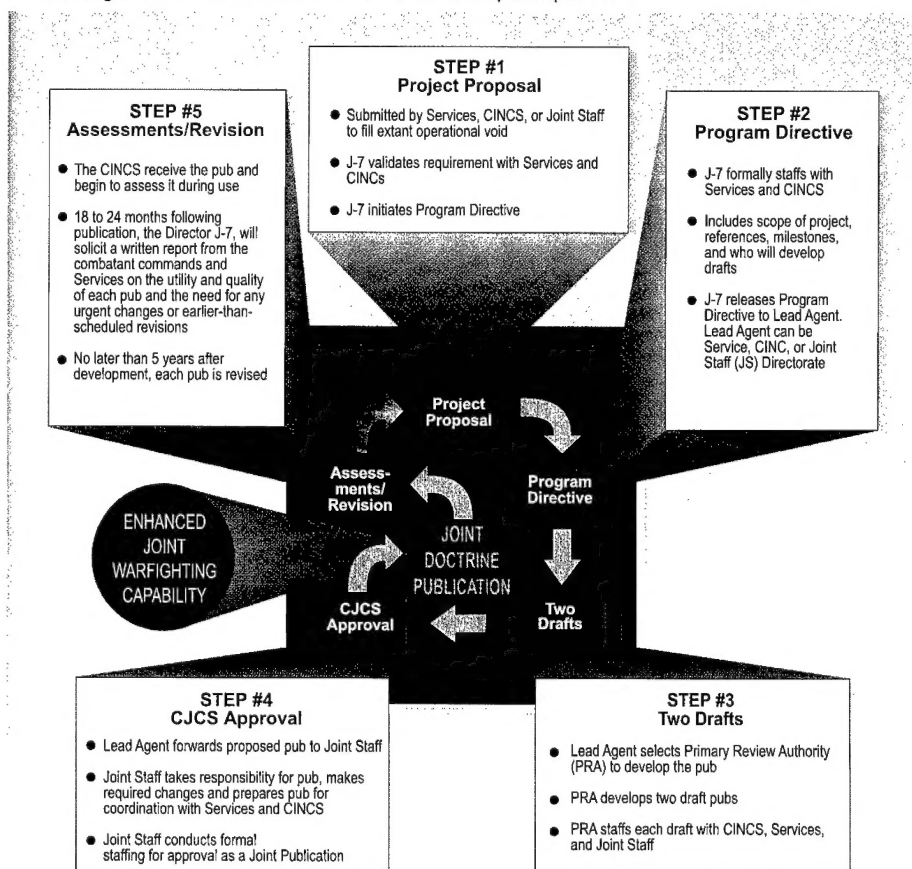 STEP #1
Project Proposal
● Submitted by Services, CINCS, or Joint Staff
to fill extant operational void
● J-7 validates requirement with Services and
CINCs
● J-7 initiates Program Directive
STEP #2
Program Directive
● J-7 formally staffs with
Services and CINCS
● Includes scope of project,
references, milestones,
and who will develop
drafts
● J-7 releases Program
Directive to Lead Agent.
Lead Agent can be
Service, CINC, or Joint
Staff (JS) Directorate
STEP #5
Assessments/Revision
● The CINCS receive the pub and
begin to assess it during use
● 18 to 24 months following
publication, the Director J-7, will
solicit a written report from the
combatant commands and
Services on the utility and quality
of each pub and the need for any
urgent changes or earlier-than-
scheduled revisions
● No later than 5 years after
development, each pub is revised
Project
Proposal
Program
Directive
Two
Drafts
CJCS
Approval
Assess-
ments/
Revision
JOINT
DOCTRINE
PUBLICATION
ENHANCED
JOINT
WARFIGHTING
CAPABILITY
STEP #4
CJCS Approval
● Lead Agent forwards proposed pub to Joint Staff
● Joint Staff takes responsibility for pub, makes
required changes and prepares pub for
coordination with Services and CINCS
● Joint Staff conducts formal
staffing for approval as a Joint Publication
STEP #3
Two Drafts
● Lead Agent selects Primary Review Authority
(PRA) to develop the pub
● PRA develops two draft pubs
● PRA staffs each draft with CINCS, Services,
and Joint Staff